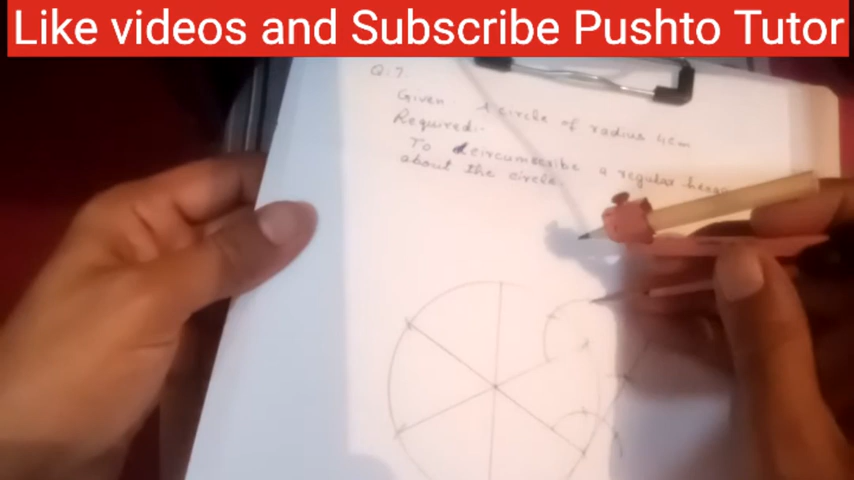 Like videos and Subscribe Pushto Tutor
Q:7
Given A circle of radius 4cm
Required:-
To circumscribe a regular
about the circle.